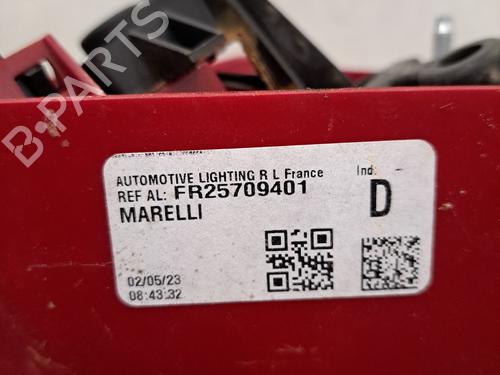 B-PARTS
AUTOMOTIVE LIGHTING R L France
Ind:
REF AL: FR25709401
D
MARELLI
02/05/23
08:43:32